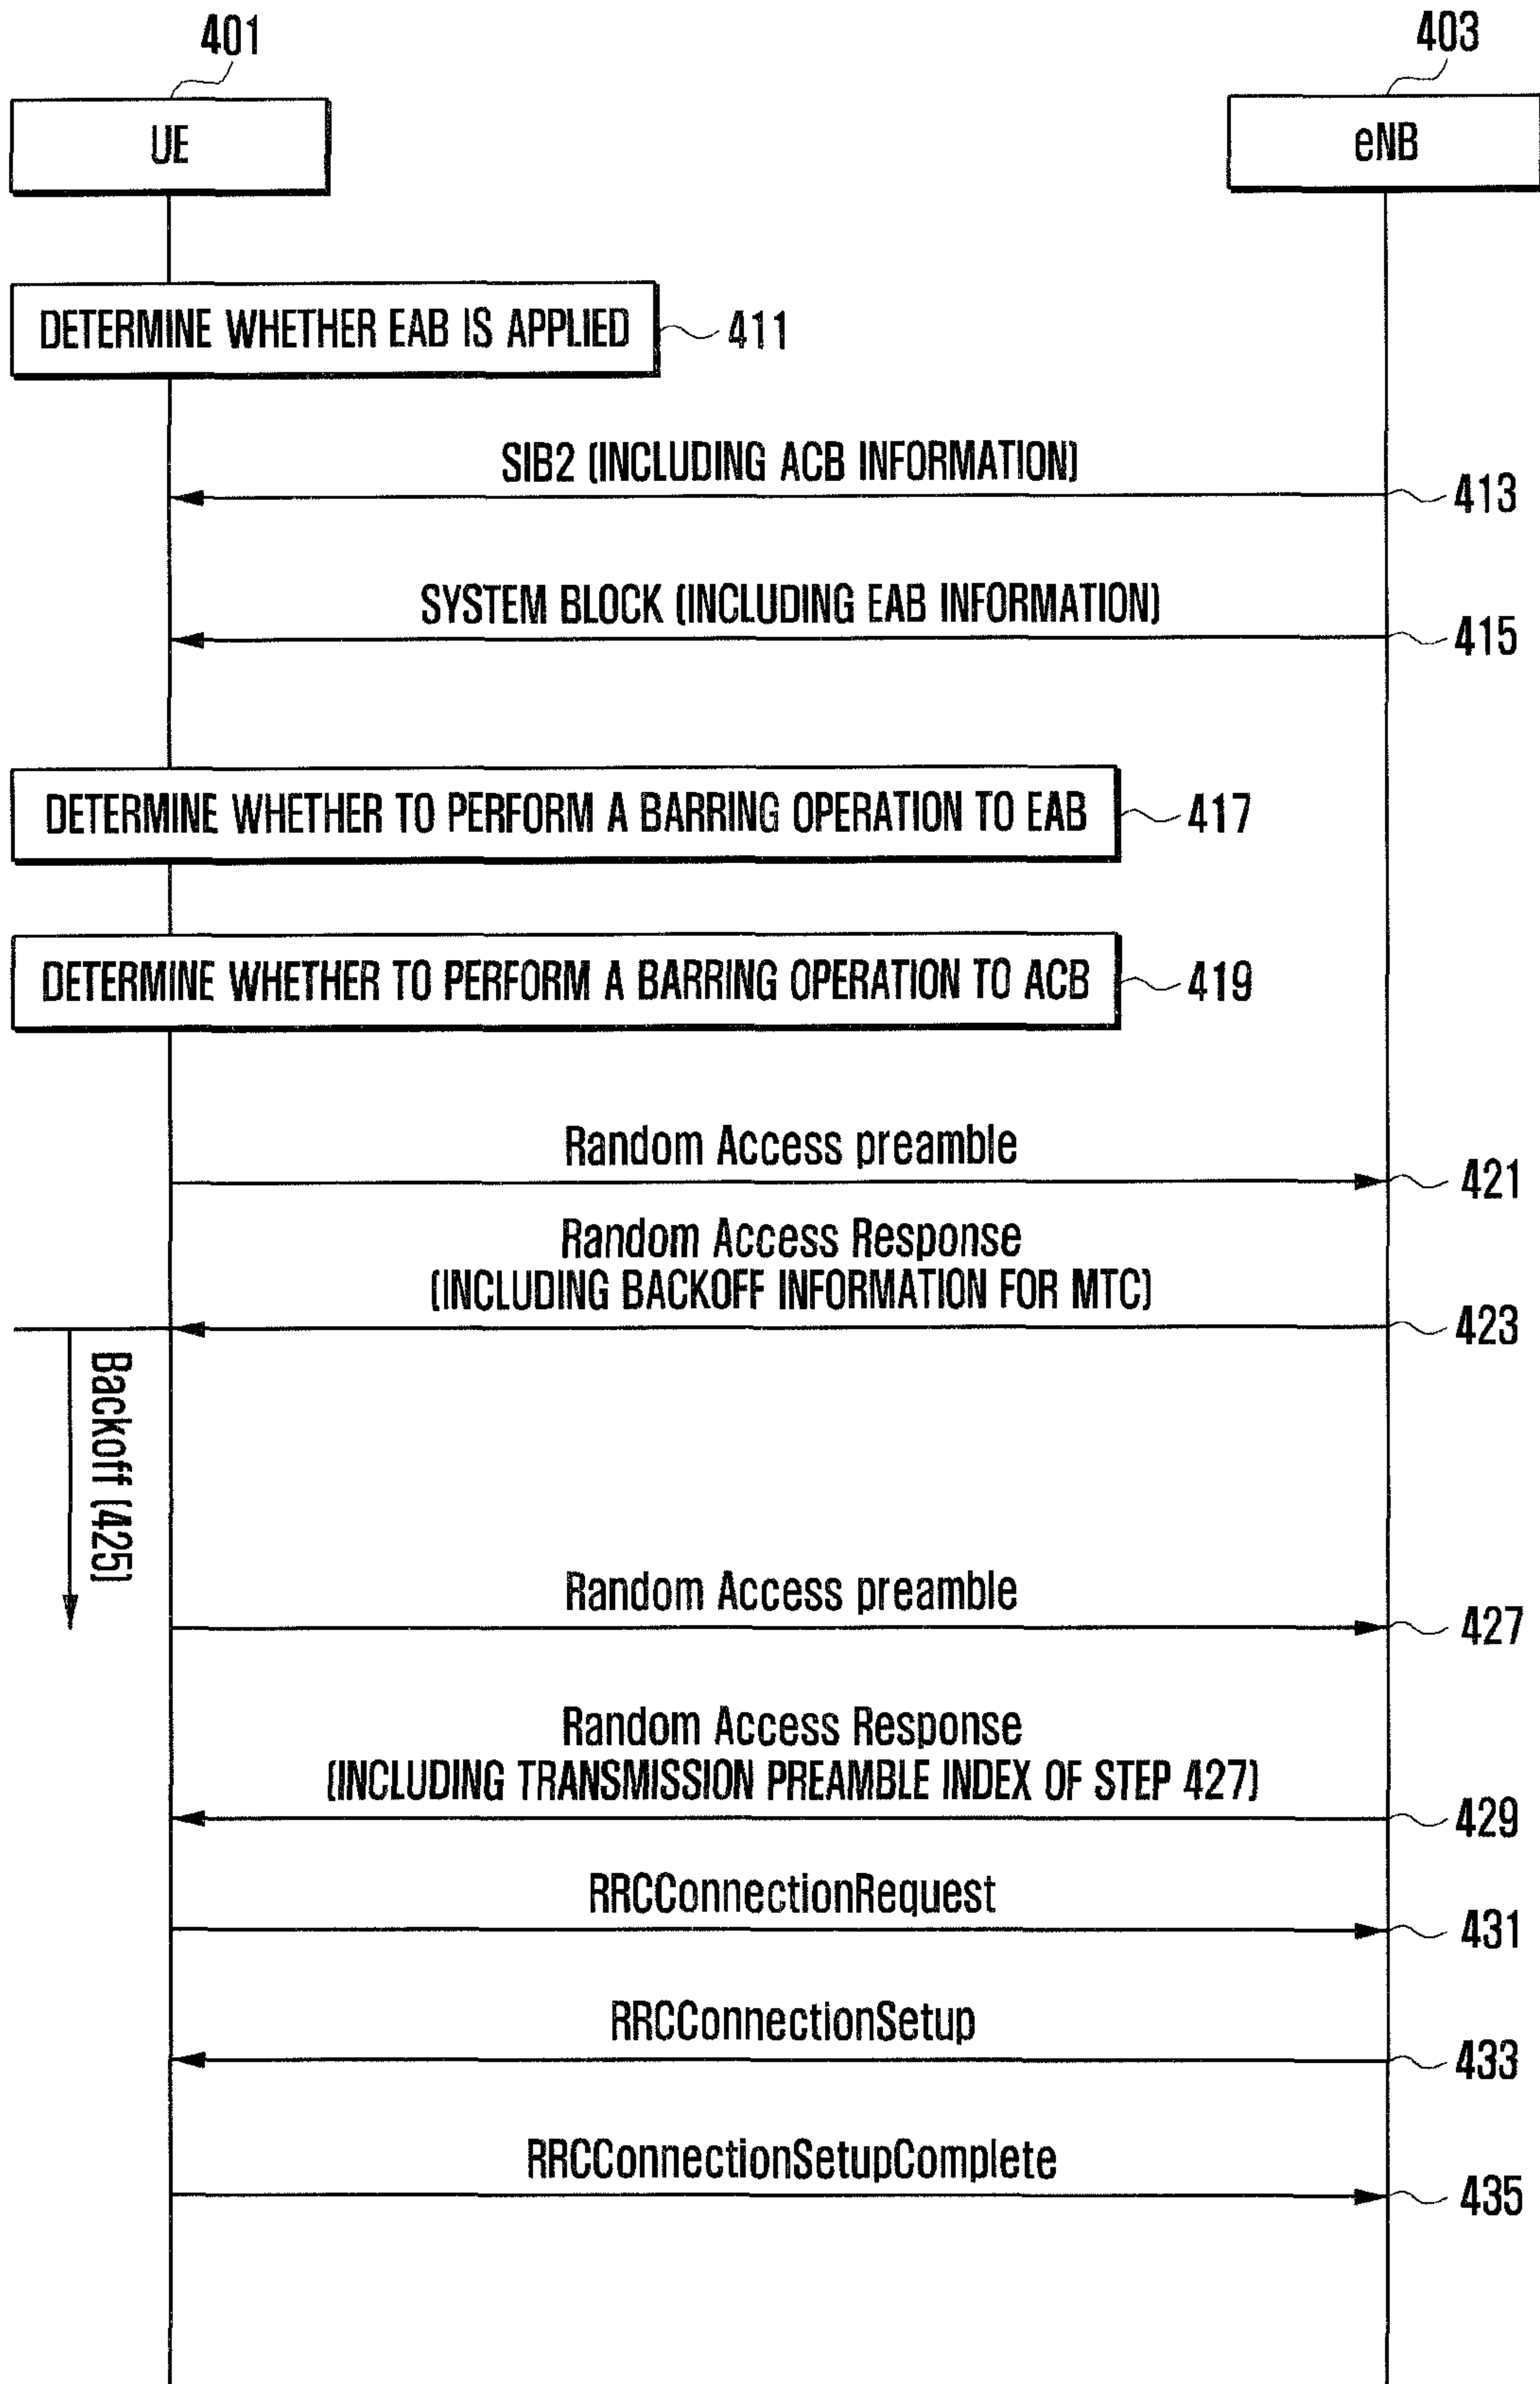 401
403
UE
eNB
DETERMINE WHETHER EAB IS APPLIED
411
SIB2 (INCLUDING ACB INFORMATION)
413
SYSTEM BLOCK (INCLUDING EAB INFORMATION)
415
DETERMINE WHETHER TO PERFORM A BARRING OPERATION TO EAB
417
DETERMINE WHETHER TO PERFORM A BARRING OPERATION TO ACB
419
Random Access preamble
421
Random Access Response
(INCLUDING BACKOFF INFORMATION FOR MTC)
423
Backoff (425)
Random Access preamble
427
Random Access Response
(INCLUDING TRANSMISSION PREAMBLE INDEX OF STEP 427)
429
RRCConnectionRequest
431
RRCConnectionSetup
433
RRCConnectionSetupComplete
435